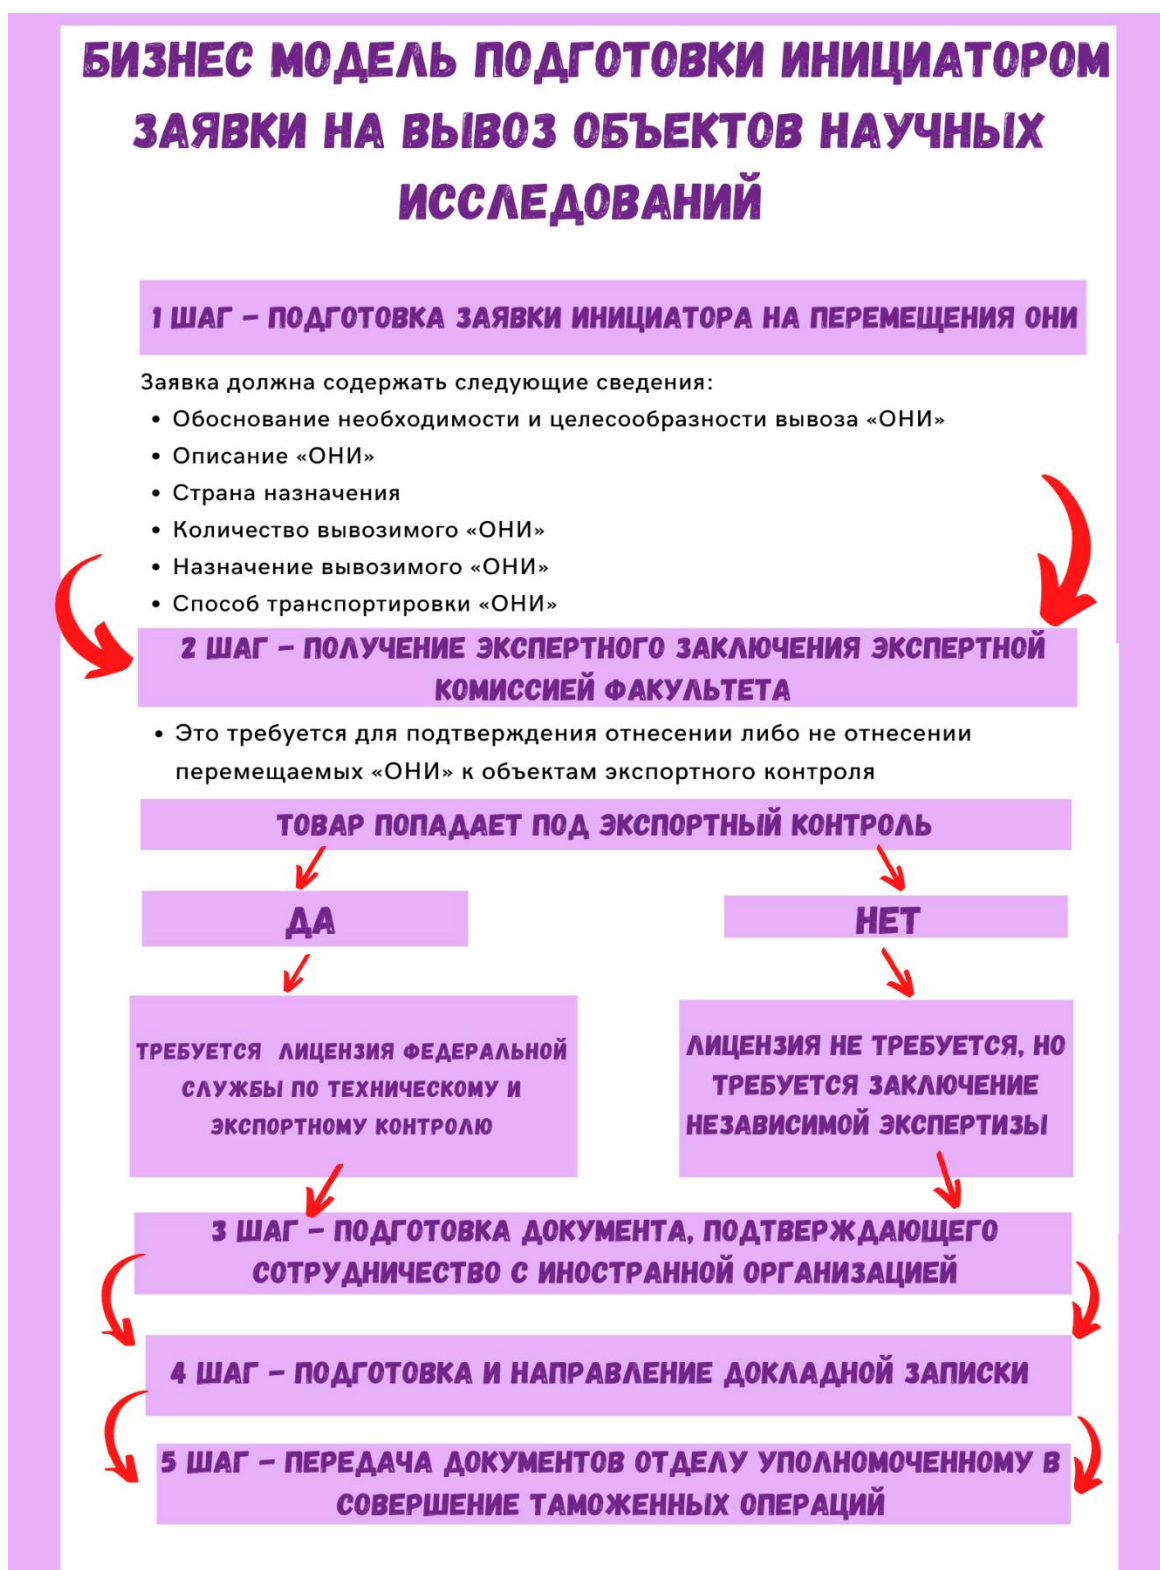 БИЗНЕС МОДЕЛЬ ПОДГОТОВКИ ИНИЦИАТОРОМ
ЗАЯВКИ НА ВЫВОЗ ОБЪЕКТОВ НАУЧНЫХ
ИССЛЕДОВАНИЙ
1 ШАГ – ПОДГОТОВКА ЗАЯВКИ ИНИЦИАТОРА НА ПЕРЕМЕЩЕНИЯ ОНИ
Заявка должна содержать следующие сведения:
• Обоснование необходимости и целесообразности вывоза «ОНИ»
• Описание «ОНИ»
• Страна назначения
• Количество вывозимого «ОНИ»
• Назначение вывозимого «ОНИ»
• Способ транспортировки «ОНИ»
2 ШАГ – ПОЛУЧЕНИЕ ЭКСПЕРТНОГО ЗАКЛЮЧЕНИЯ ЭКСПЕРТНОЙ
КОМИССИЕЙ ФАКУЛЬТЕТА
• Это требуется для подтверждения отнесении либо не отнесении
перемещаемых «ОНИ» к объектам экспортного контроля
ТОВАР ПОПАДАЕТ ПОД ЭКСПОРТНЫЙ КОНТРОЛЬ
ДА
НЕТ
ТРЕБУЕТСЯ ЛИЦЕНЗИЯ ФЕДЕРАЛЬНОЙ
СЛУЖБЫ ПО ТЕХНИЧЕСКОМУ И
ЭКСПОРТНОМУ КОНТРОЛЮ
ЛИЦЕНЗИЯ НЕ ТРЕБУЕТСЯ, НО
ТРЕБУЕТСЯ ЗАКЛЮЧЕНИЕ
НЕЗАВИСИМОЙ ЭКСПЕРТИЗЫ
3 ШАГ – ПОДГОТОВКА ДОКУМЕНТА, ПОДТВЕРЖДАЮЩЕГО
СОТРУДНИЧЕСТВО С ИНОСТРАННОЙ ОРГАНИЗАЦИЕЙ
4 ШАГ – ПОДГОТОВКА И НАПРАВЛЕНИЕ ДОКЛАДНОЙ ЗАПИСКИ
5 ШАГ – ПЕРЕДАЧА ДОКУМЕНТОВ ОТДЕЛУ УПОЛНОМОЧЕННОМУ В
СОВЕРШЕНИЕ ТАМОЖЕННЫХ ОПЕРАЦИЙ